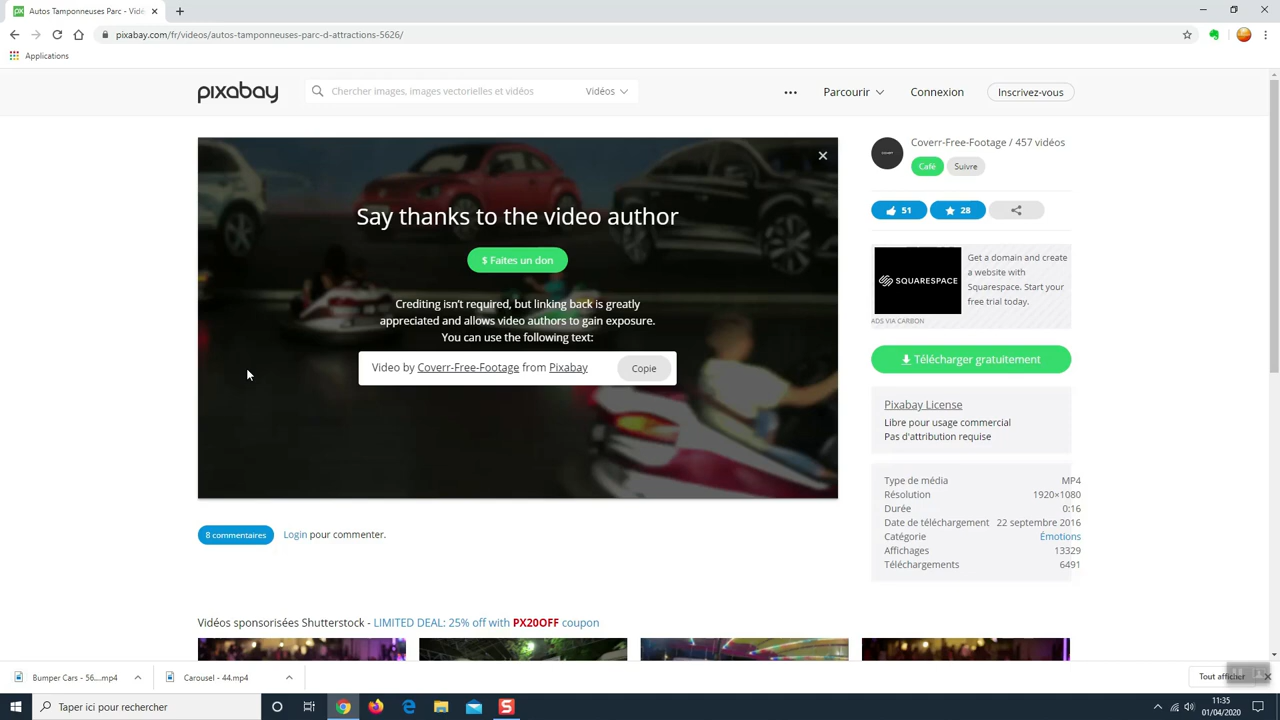 Autos Tamponneuses Parc - Vidé
pixabay.com/fr/videos/autos-tamponneuses-parc-d-attractions-5626/
Applications
pixabay
Chercher images, images vectorielles et vidéos
Vidéos
Parcourir
Connexion
Inscrivez-vous
Say thanks to the video author
$ Faites un don
Crediting isn't required, but linking back is greatly
appreciated and allows video authors to gain exposure.
You can use the following text:
Video by Coverr-Free-Footage from Pixabay
Copie
Coverr-Free-Footage / 457 vidéos
Café
Suivre
51
28
SQUARESPACE
Get a domain and create
a website with
Squarespace. Start your
free trial today.
ADS VIA CARBON
Télécharger gratuitement
Pixabay License
Libre pour usage commercial
Pas d'attribution requise
Type de média MP4
Résolution 1920×1080
Durée 0:16
Date de téléchargement 22 septembre 2016
Catégorie Émotions
Affichages 13329
Téléchargements 6491
8 commentaires
Login pour commenter.
Vidéos sponsorisées Shutterstock - LIMITED DEAL: 25% off with PX20OFF coupon
Bumper Cars - 56....mp4
Carousel - 44.mp4
Tout afficher
Taper ici pour rechercher
11:35
01/04/2020